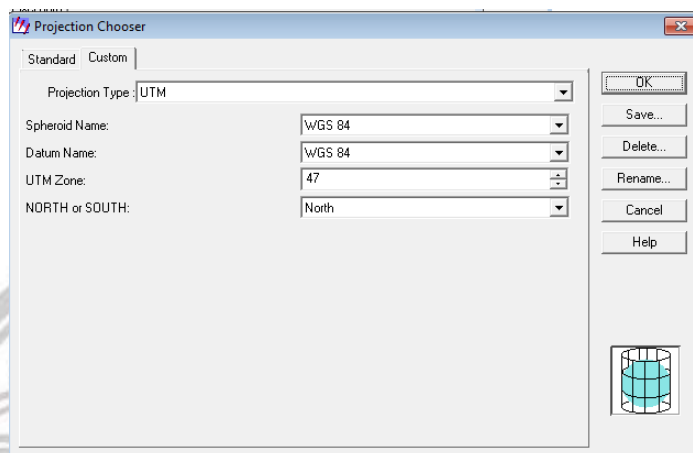 Projection Chooser
Standard Custom
Projection Type : UTM
Spheroid Name: WGS 84
Datum Name: WGS 84
UTM Zone: 47
NORTH or SOUTH: North
OK
Save...
Delete...
Rename...
Cancel
Help